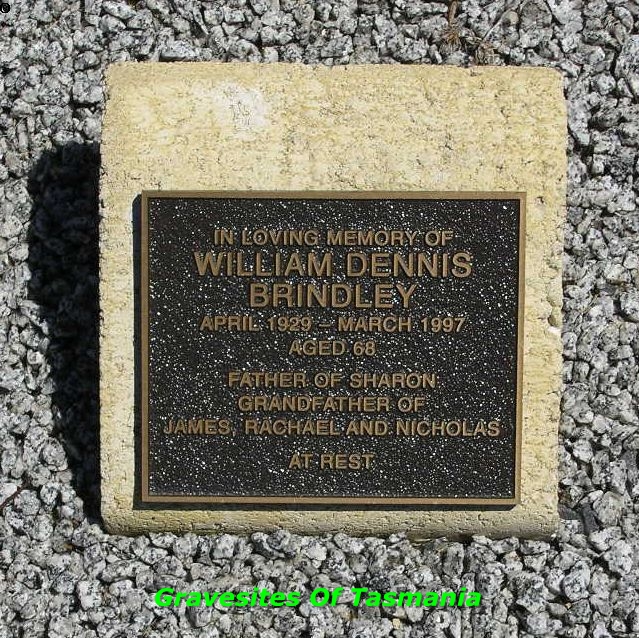 IN LOVING MEMORY OF
WILLIAM DENNIS
BRINDLEY
APRIL 1929 - MARCH 1997
AGED 68
FATHER OF SHARON
GRANDFATHER OF
JAMES, RACHAEL AND NICHOLAS
AT REST
Gravesites Of Tasmania